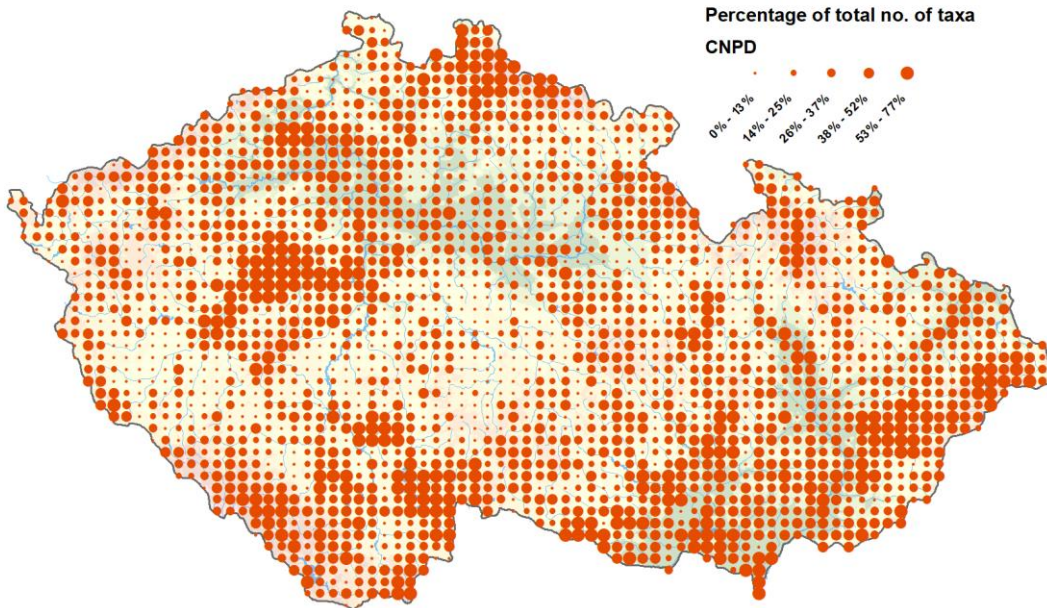 Percentage of total no. of taxa
CNPD
0% - 13%
14% - 25%
26% - 37%
38% - 52%
53% - 77%